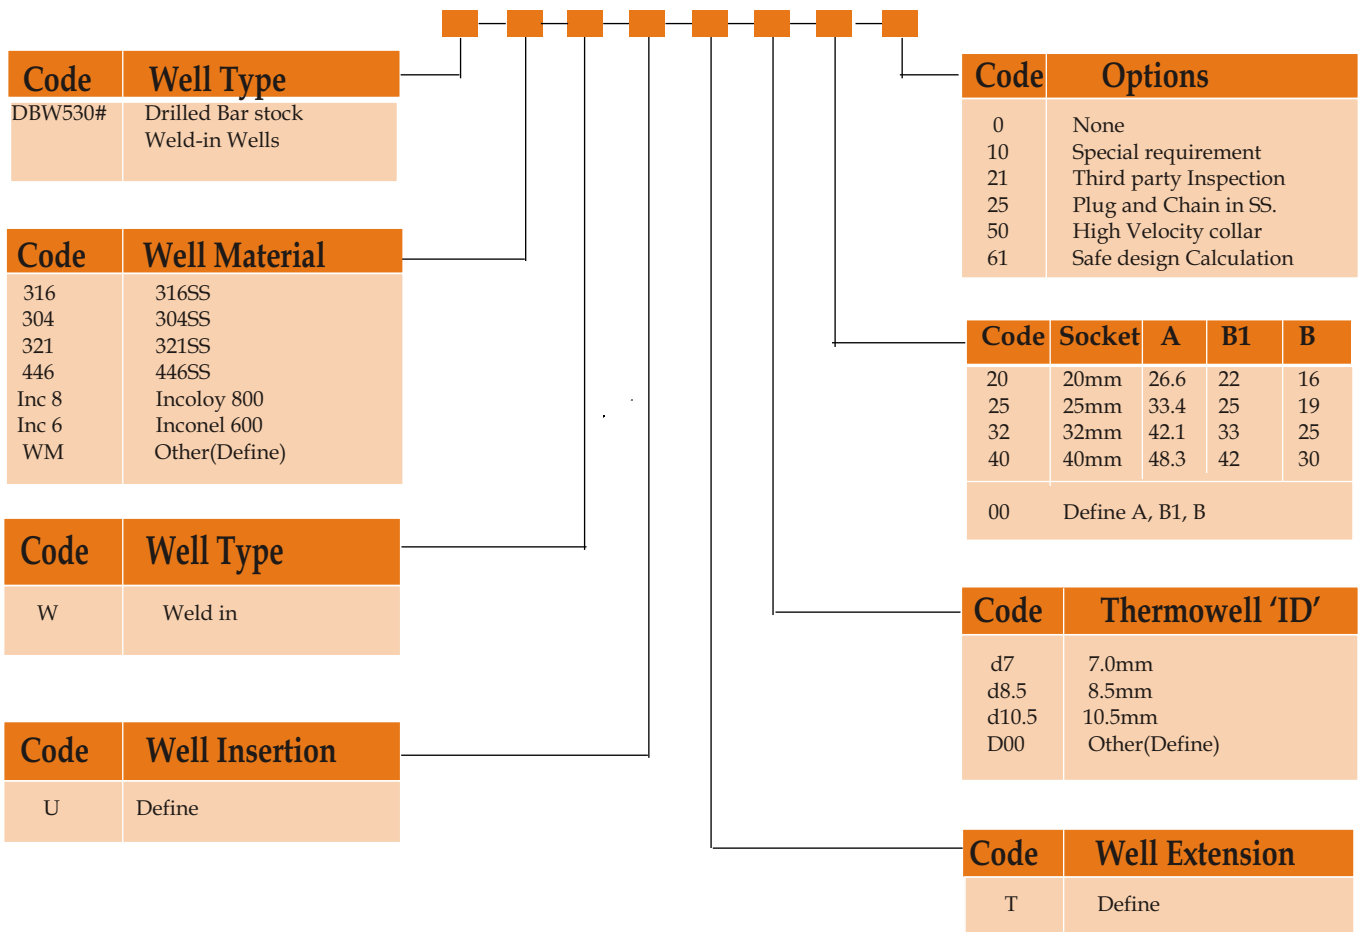 Code Well Type
DBW530# Drilled Bar stock
Weld-in Wells
Code Well Material
316 316SS
304 304SS
321 321SS
446 446SS
Inc 8 Incoloy 800
Inc 6 Inconel 600
WM Other(Define)
Code Well Type
W Weld in
Code Well Insertion
U Define
Code Options
0 None
10 Special requirement
21 Third party Inspection
25 Plug and Chain in SS.
50 High Velocity collar
61 Safe design Calculation
Code Socket A B1 B
20 20mm 26.6 22 16
25 25mm 33.4 25 19
32 32mm 42.1 33 25
40 40mm 48.3 42 30
00 Define A, B1, B
Code Thermowell ‘ID’
d7 7.0mm
d8.5 8.5mm
d10.5 10.5mm
D00 Other(Define)
Code Well Extension
T Define